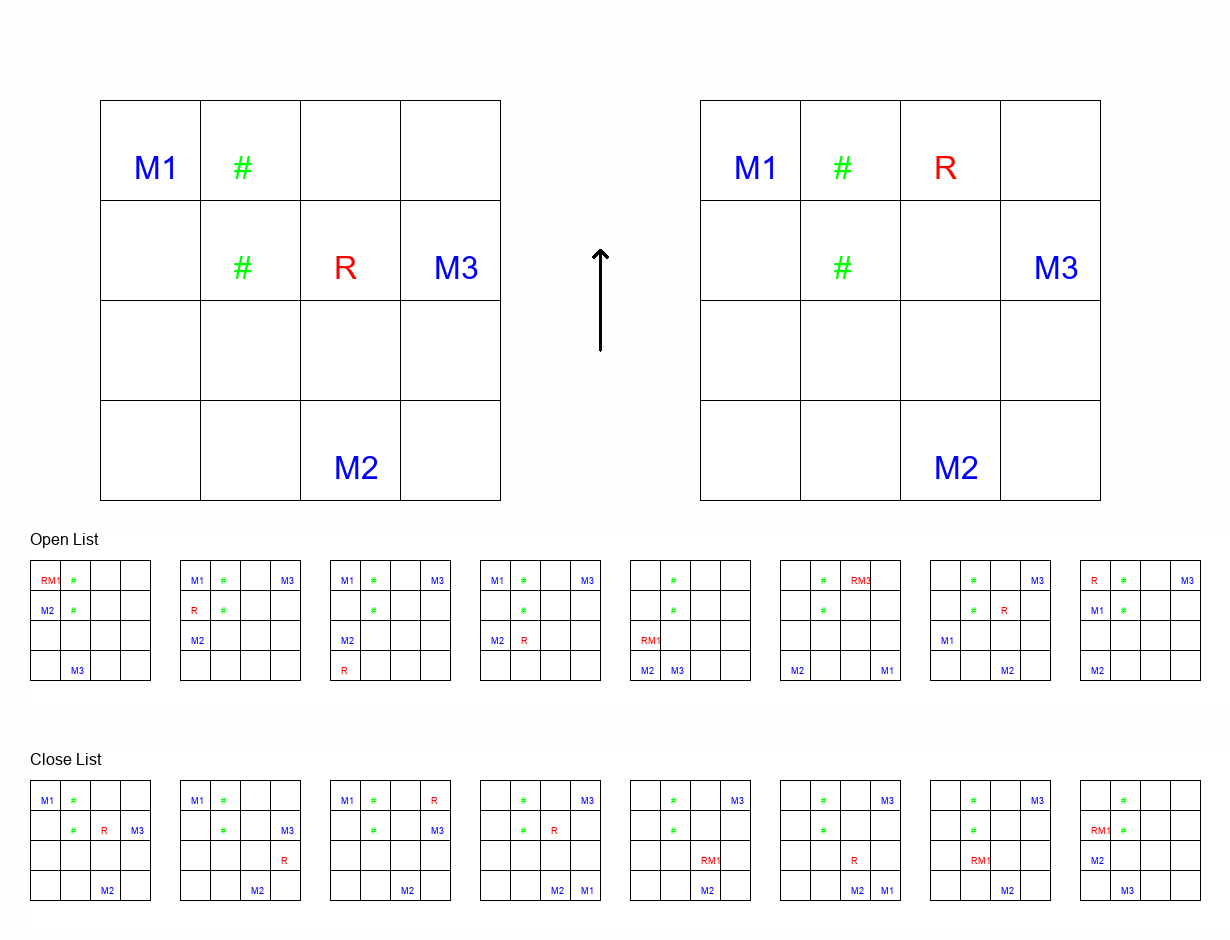 M1 # M1 # R
# R M3 # M3
M2 M2
Open List
RM1 # M1 # M3 M1 # M3 M1 # M3 # # RM3 # M3 R # M3
M2 # R # # # # # # R M1 #
M2 M2 M2 R RM1 M1
M3 R M2 M3 M2 M1 M2 M2
Close List
M1 # M1 # M1 # R # M3 # M3 # M3 # M3 #
# R M3 # M3 # M3 # R # # # RM1 #
R RM1 R RM1 M2
M2 M2 M2 M2 M1 M2 M2 M1 M2 M3